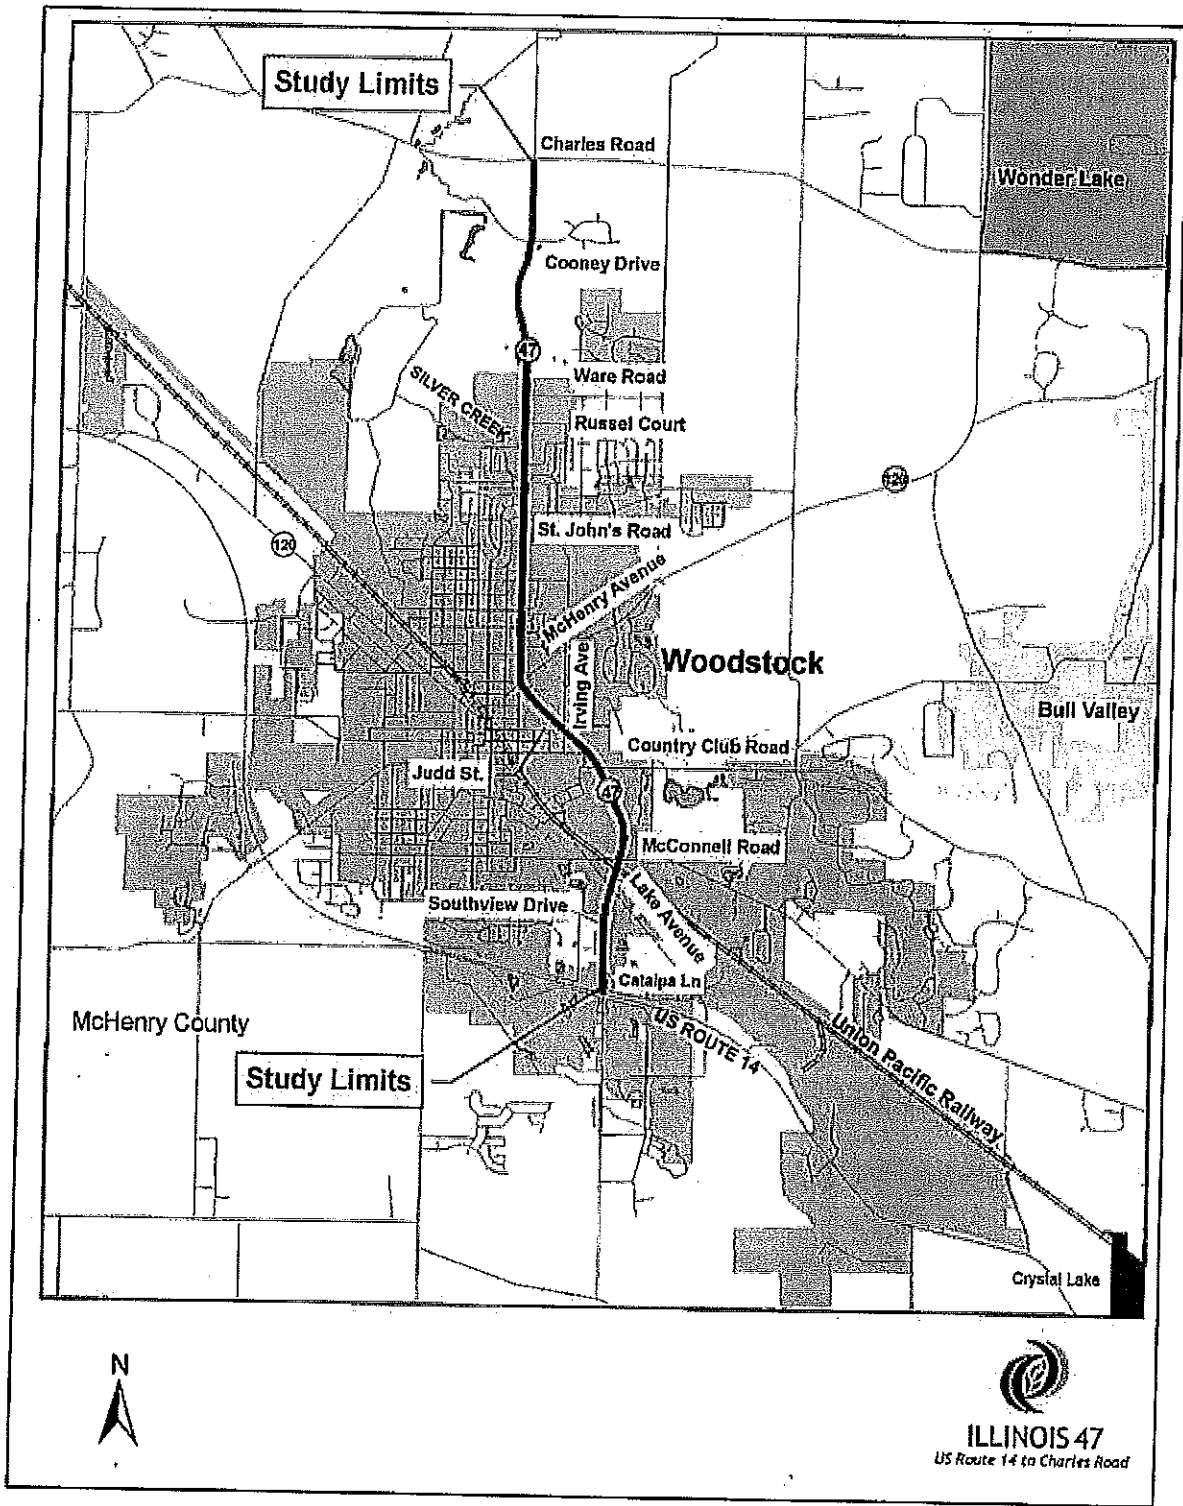 Study Limits
Charles Road
Wonder Lake
Cooney Drive
47
Ware Road
SILVER CREEK
Russel Court
120
St. John's Road
120
McHenry Avenue
Woodstock
Irving Ave
Bull Valley
Country Club Road
Judd St.
47
McConnell Road
Lake Avenue
Southview Drive
Catalpa Ln
McHenry County
US ROUTE 14
Union Pacific Railway
Study Limits
Crystal Lake
N
ILLINOIS 47
US Route 14 to Charles Road